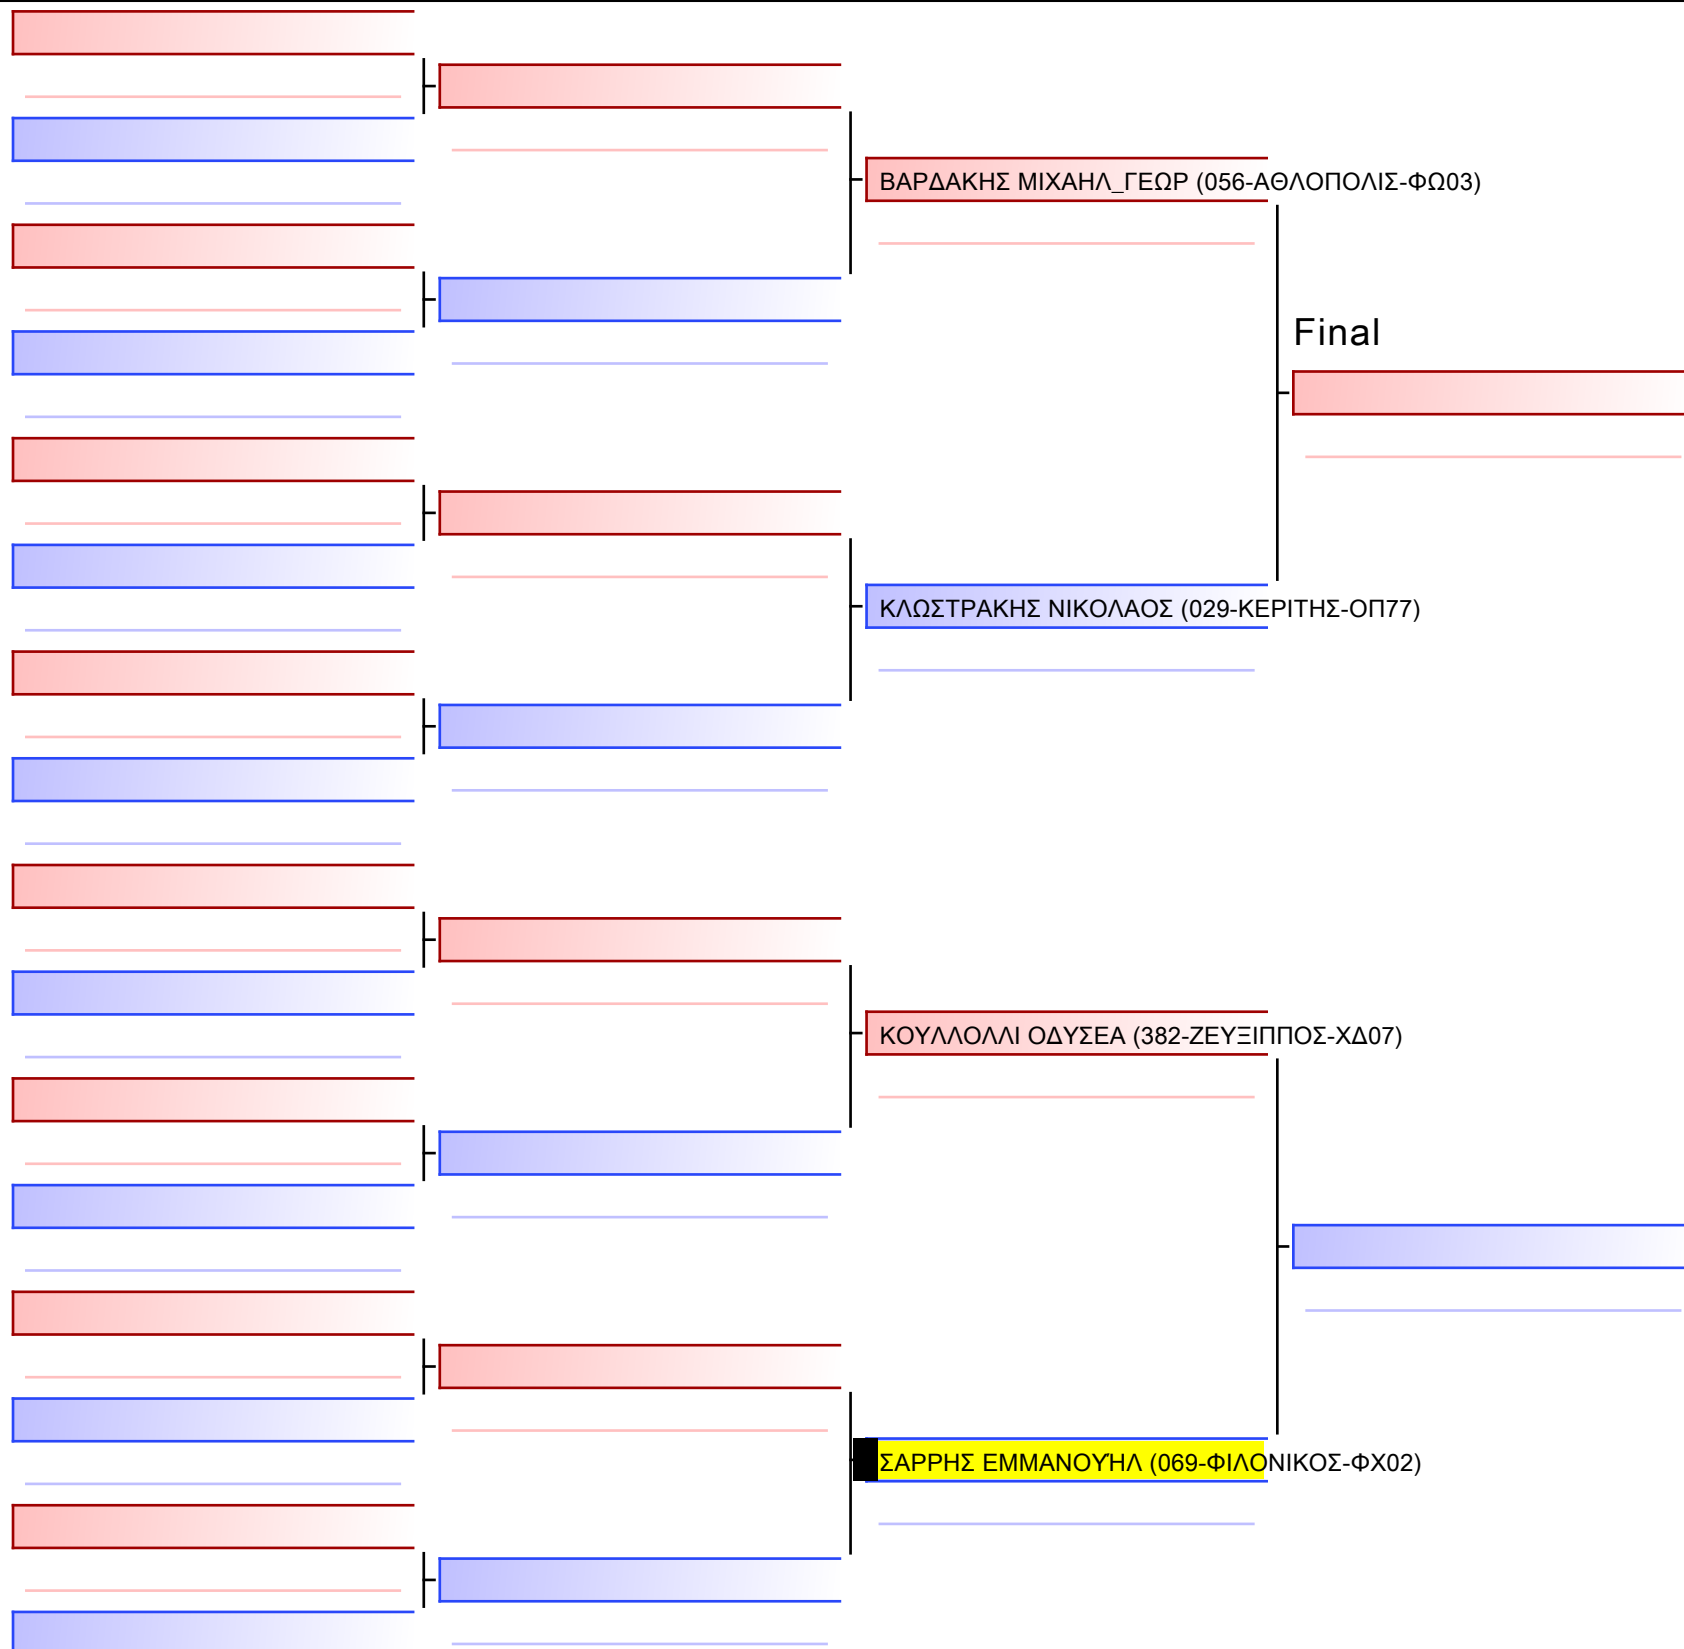 ΒΑΡΔΑΚΗΣ ΜΙΧΑΗΛ_ΓΕΩΡ (056-ΑΘΛΟΠΟΛΙΣ-ΦΩ03)
Final
ΚΛΩΣΤΡΑΚΗΣ ΝΙΚΟΛΑΟΣ (029-ΚΕΡΙΤΗΣ-ΟΠ77)
ΚΟΥΛΛΟΛΛΙ ΟΔΥΣΕΑ (382-ΖΕΥΞΙΠΠΟΣ-ΧΔ07)
ΣΑΡΡΗΣ ΕΜΜΑΝΟΥΉΛ (069-ΦΙΛΟΝΙΚΟΣ-ΦΧ02)